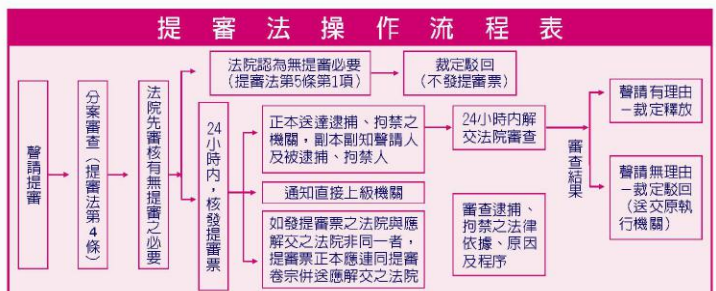 提審法操作流程表
聲請提審
分案審查（提審法第4條）
法院先審核有無提審之必要
法院認為無提審必要
（提審法第5條第1項）
裁定駁回
（不發提審票）
24小時內，核發提審票
正本送達逮捕、拘禁之
機關，副本副知聲請人
及被逮捕、拘禁人
通知直接上級機關
如發提審票之法院與應
解交之法院非同一者，
提審票正本應連同提審
卷宗併送應解交之法院
24小時內解
交法院審查
審查逮捕、
拘禁之法律
依據、原因
及程序
審查結果
聲請有理由
－裁定釋放
聲請無理由
－裁定駁回
（送交原執
行機關）